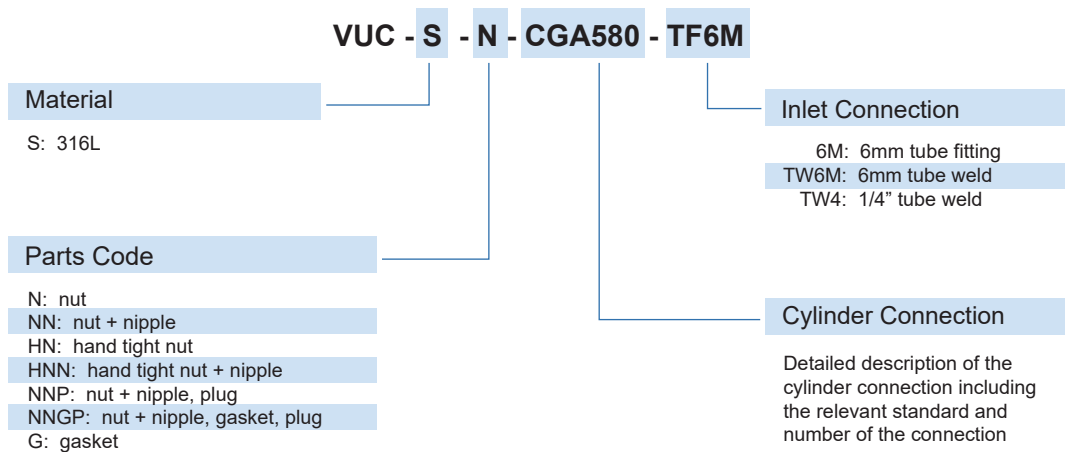 VUC - S - N - CGA580 - TF6M
Material
S: 316L
Parts Code
N: nut
NN: nut + nipple
HN: hand tight nut
HNN: hand tight nut + nipple
NNP: nut + nipple, plug
NNGP: nut + nipple, gasket, plug
G: gasket
Inlet Connection
6M: 6mm tube fitting
TW6M: 6mm tube weld
TW4: 1/4” tube weld
Cylinder Connection
Detailed description of the
cylinder connection including
the relevant standard and
number of the connection